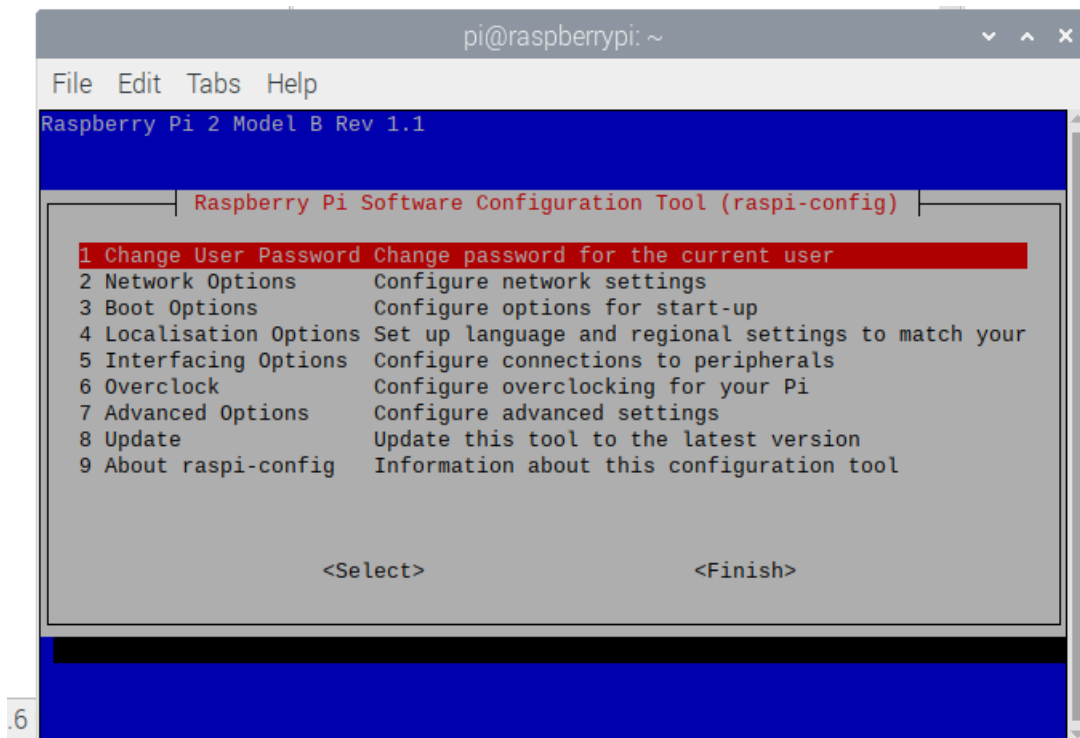 pi@raspberrypi: ~
File Edit Tabs Help
Raspberry Pi 2 Model B Rev 1.1
Raspberry Pi Software Configuration Tool (raspi-config)
1 Change User Password Change password for the current user
2 Network Options Configure network settings
3 Boot Options Configure options for start-up
4 Localisation Options Set up language and regional settings to match your
5 Interfacing Options Configure connections to peripherals
6 Overclock Configure overclocking for your Pi
7 Advanced Options Configure advanced settings
8 Update Update this tool to the latest version
9 About raspi-config Information about this configuration tool
<Select> <Finish>
.6